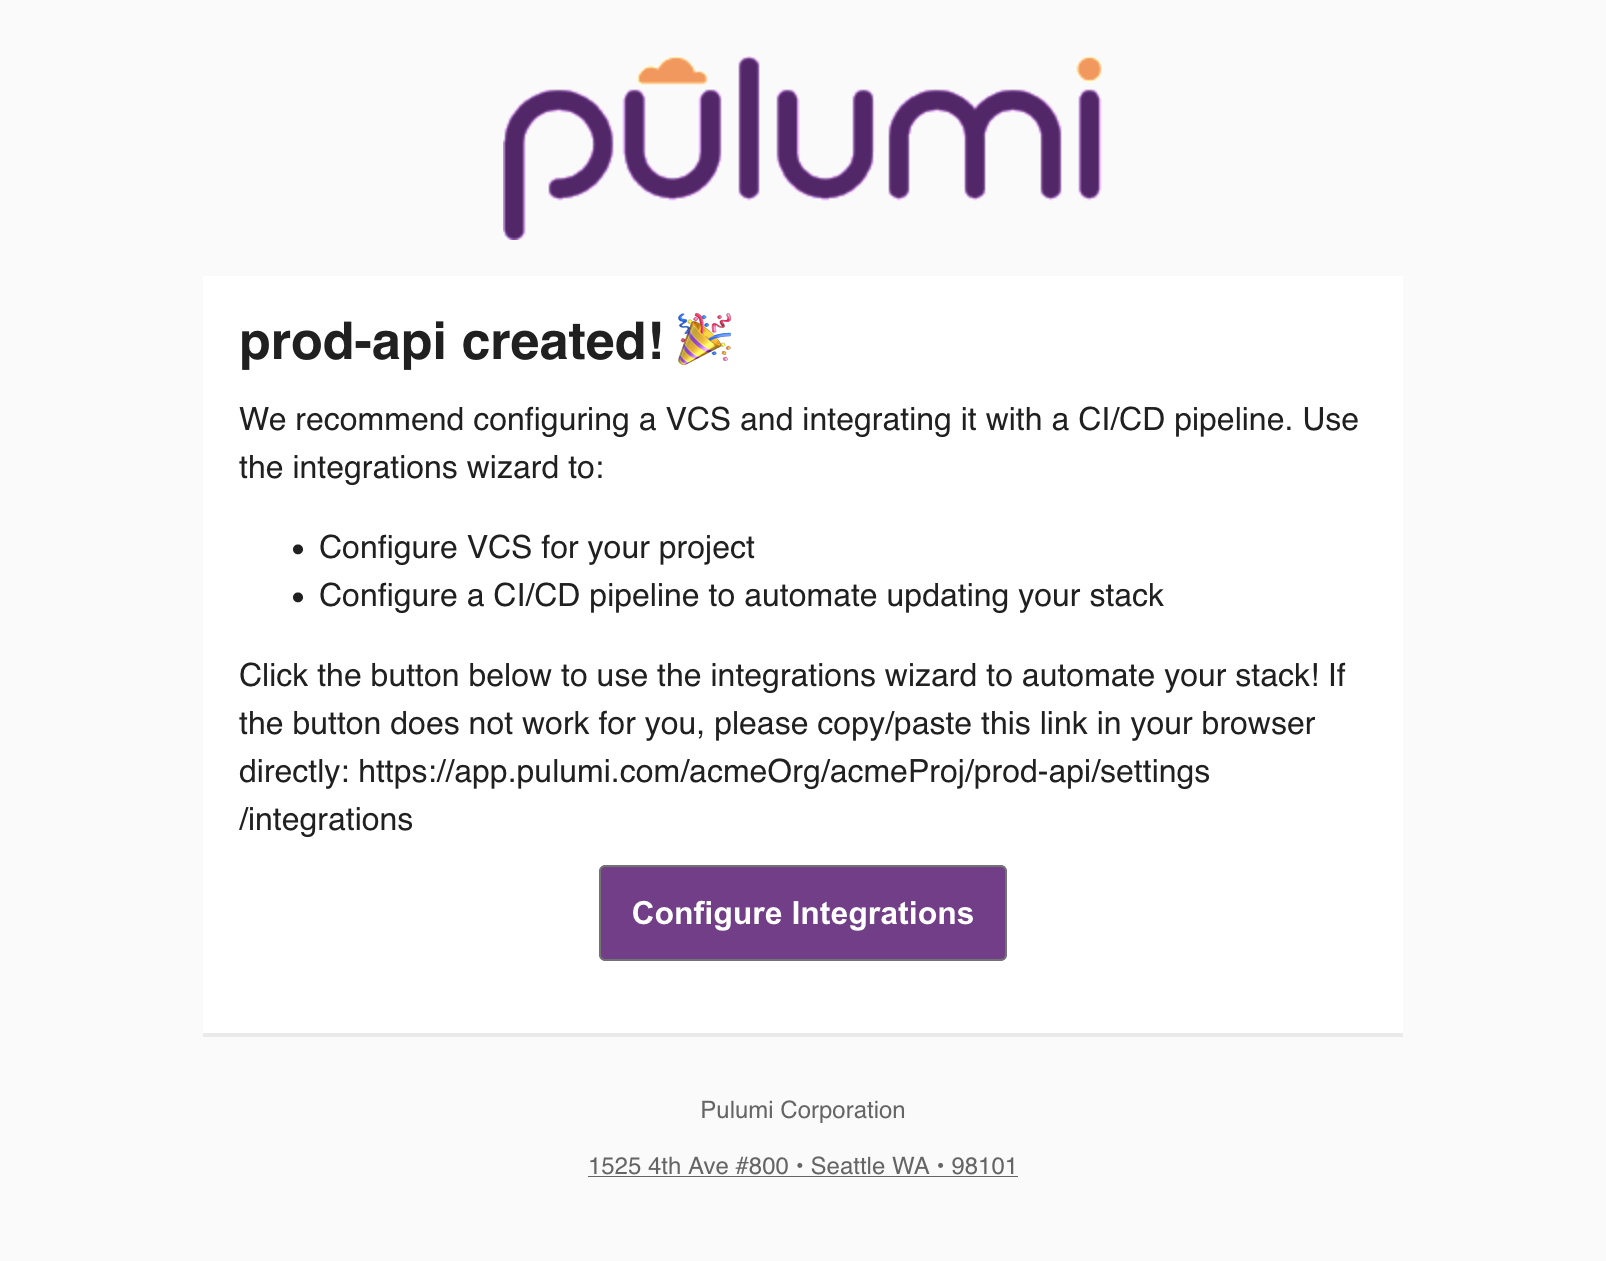 pulumi
prod-api created! 🎉
We recommend configuring a VCS and integrating it with a CI/CD pipeline. Use
the integrations wizard to:
• Configure VCS for your project
• Configure a CI/CD pipeline to automate updating your stack
Click the button below to use the integrations wizard to automate your stack! If
the button does not work for you, please copy/paste this link in your browser
directly: https://app.pulumi.com/acmeOrg/acmeProj/prod-api/settings
/integrations
Configure Integrations
Pulumi Corporation
1525 4th Ave #800 • Seattle WA • 98101